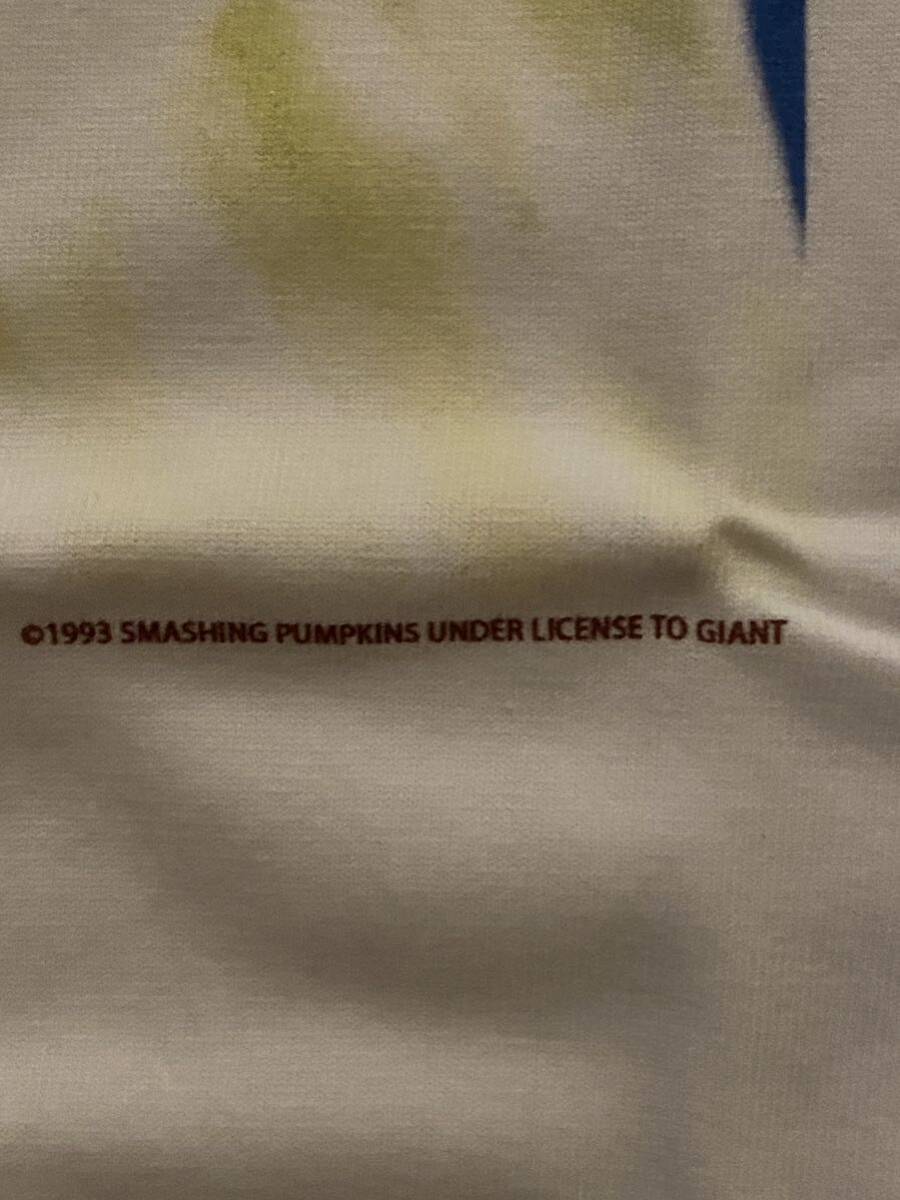 ©1993 SMASHING PUMPKINS UNDER LICENSE TO GIANT